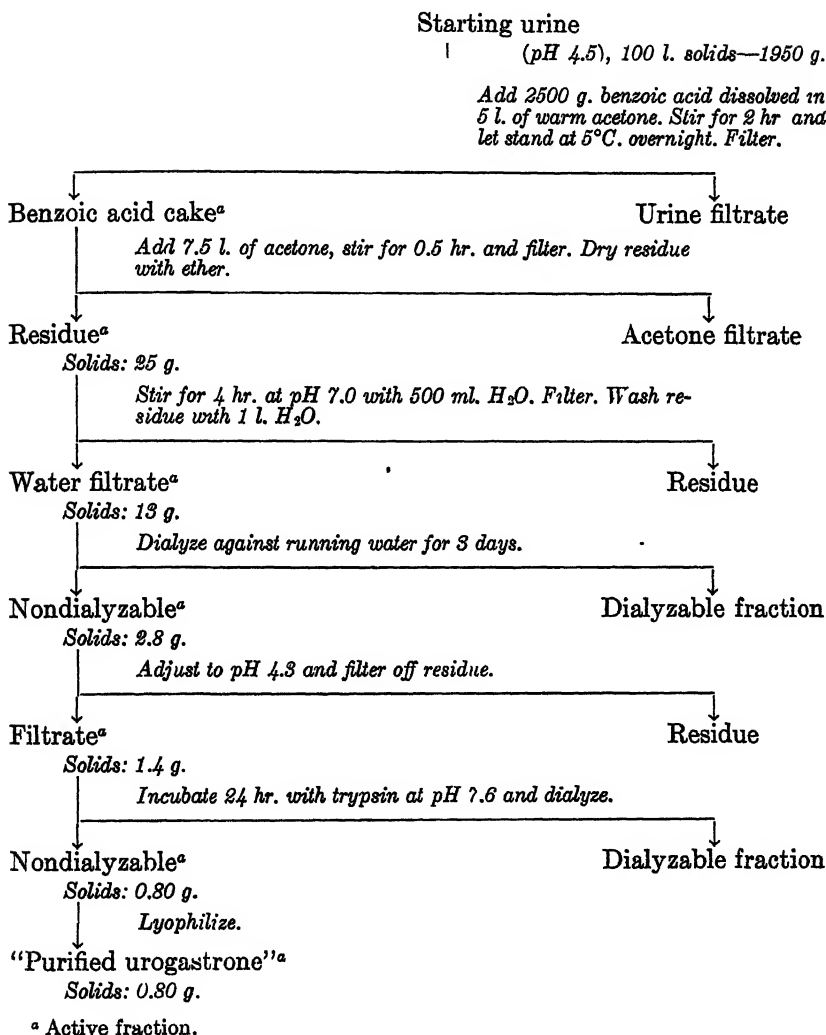 Starting urine
(pH 4.5), 100 l. solids—1950 g.
Add 2500 g. benzoic acid dissolved in
5 l. of warm acetone. Stir for 2 hr and
let stand at 5°C. overnight. Filter.
Benzoic acid cakeᵃ Urine filtrate
Add 7.5 l. of acetone, stir for 0.5 hr. and filter. Dry residue
with ether.
Residueᵃ Acetone filtrate
Solids: 25 g.
Stir for 4 hr. at pH 7.0 with 500 ml. H₂O. Filter. Wash re-
sidue with 1 l. H₂O.
Water filtrateᵃ Residue
Solids: 13 g.
Dialyze against running water for 3 days.
Nondialyzableᵃ Dialyzable fraction
Solids: 2.8 g.
Adjust to pH 4.3 and filter off residue.
Filtrateᵃ Residue
Solids: 1.4 g.
Incubate 24 hr. with trypsin at pH 7.6 and dialyze.
Nondialyzableᵃ Dialyzable fraction
Solids: 0.80 g.
Lyophilize.
"Purified urogastrone"ᵃ
Solids: 0.80 g.
ᵃ Active fraction.